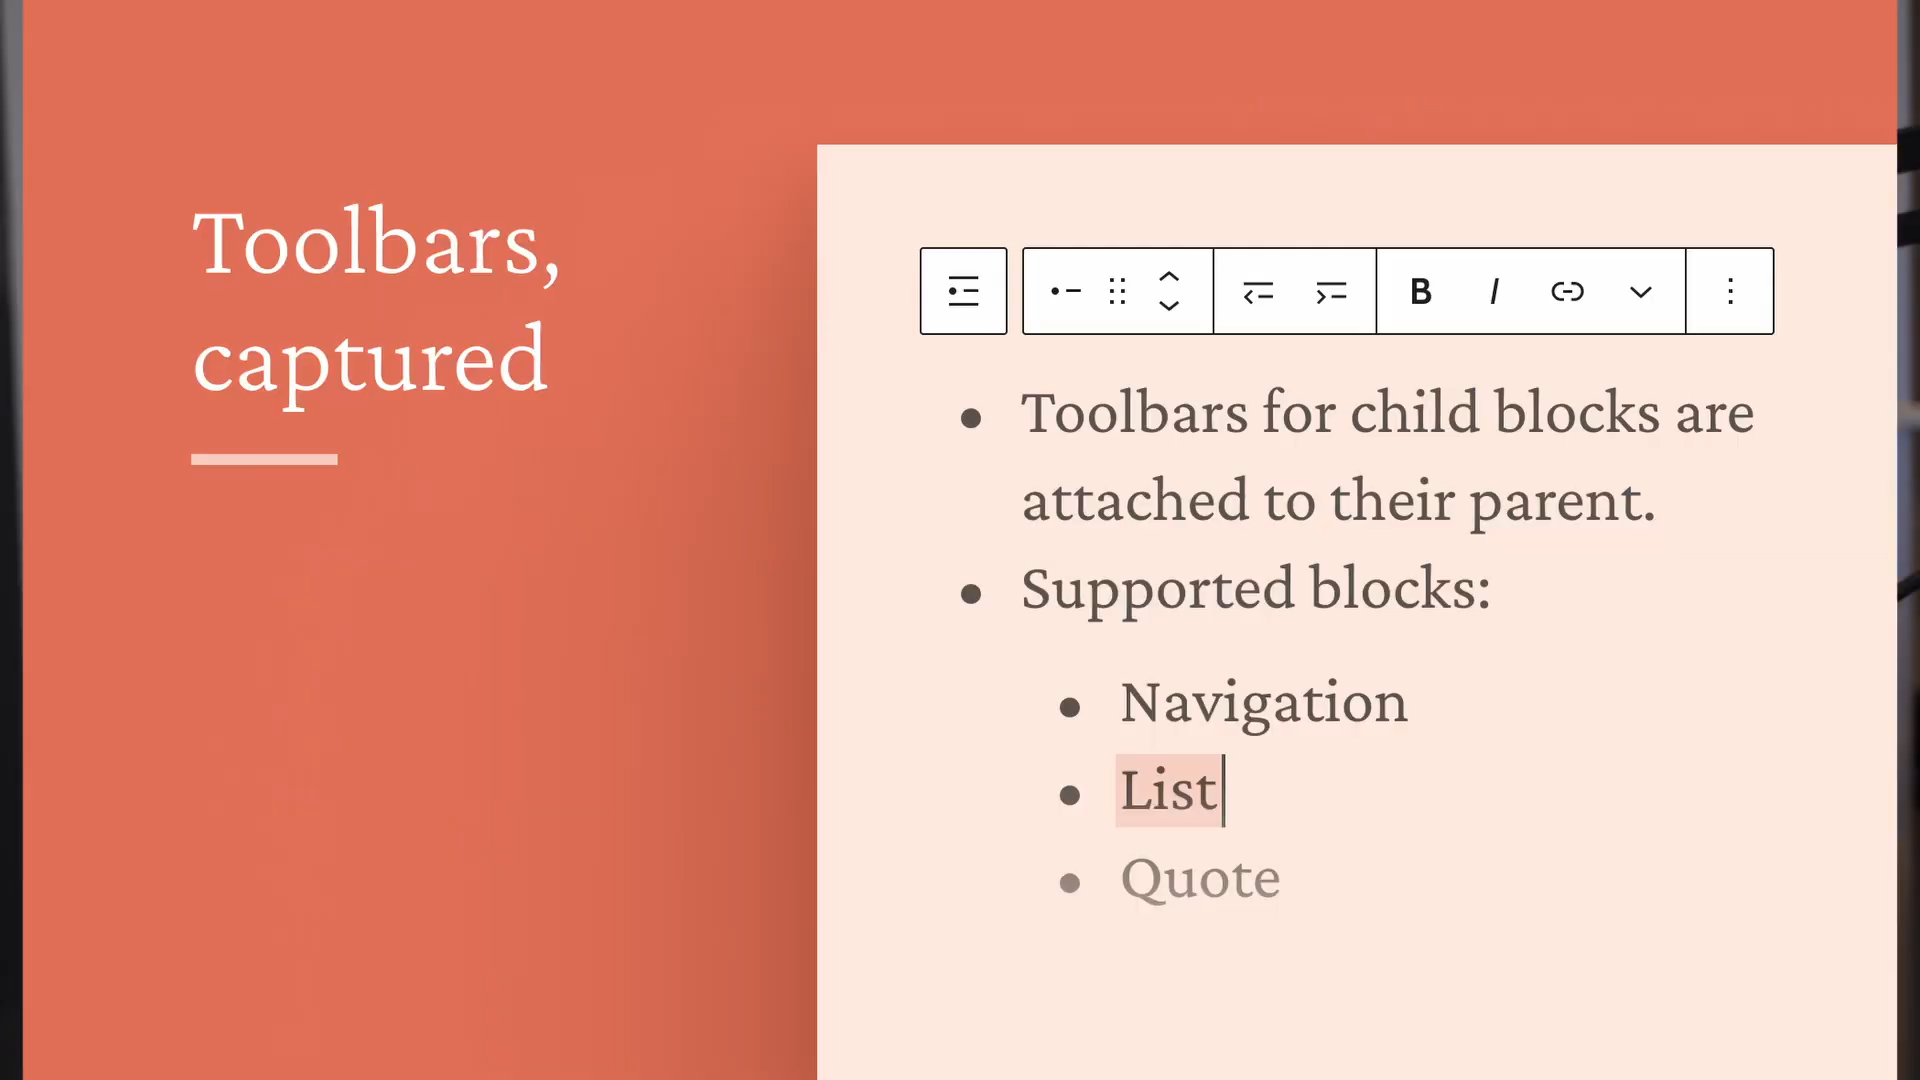 Toolbars,
captured
B I
Toolbars for child blocks are
attached to their parent.
Supported blocks:
Navigation
List
Quote